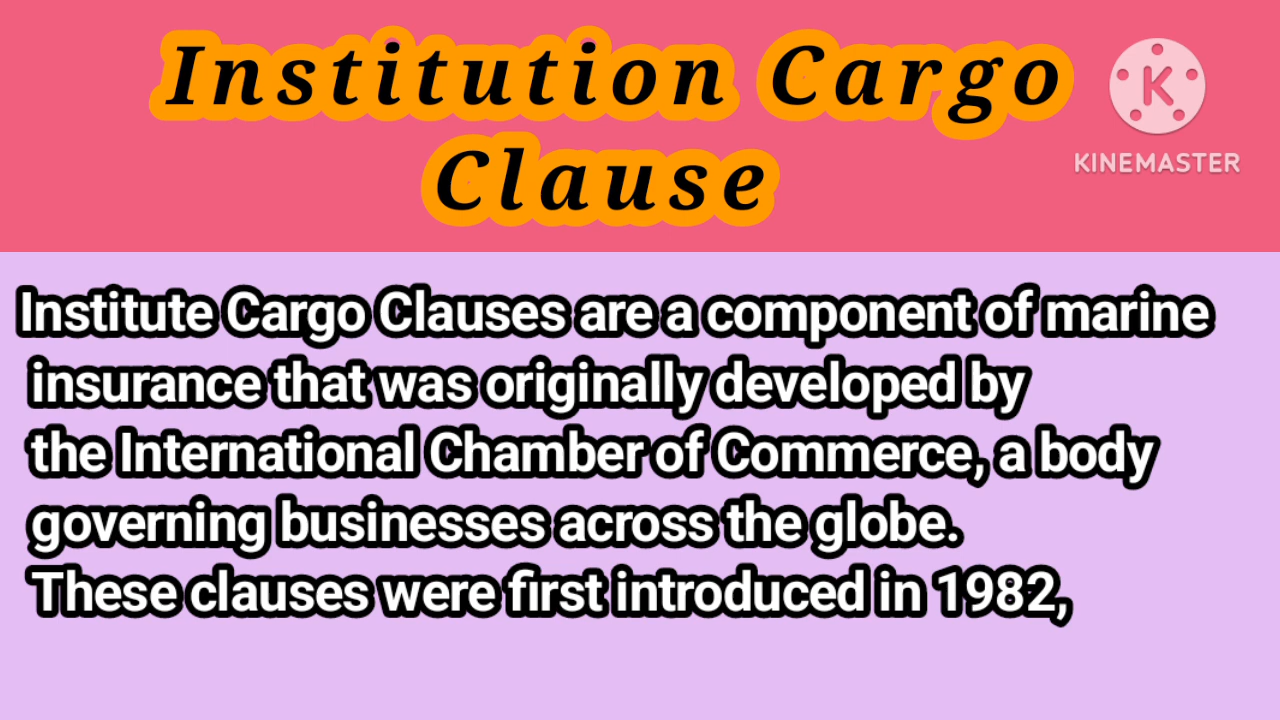 Institution Cargo
Clause
KINEMASTER
Institute Cargo Clauses are a component of marine
insurance that was originally developed by
the International Chamber of Commerce, a body
governing businesses across the globe.
These clauses were first introduced in 1982,